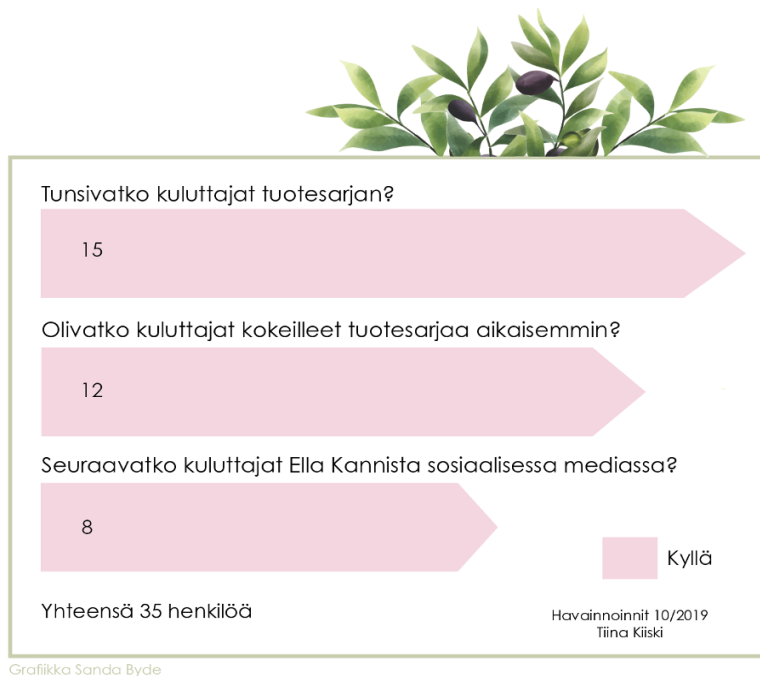 Tunsivatko kuluttajat tuotesarjan?
15
Olivatko kuluttajat kokeilleet tuotesarjaa aikaisemmin?
12
Seuraavatko kuluttajat Ella Kannista sosiaalisessa mediassa?
8
Kyllä
Yhteensä 35 henkilöä
Havainnoinnit 10/2019
Tiina Kiiski
Grafiikka Sanda Byde